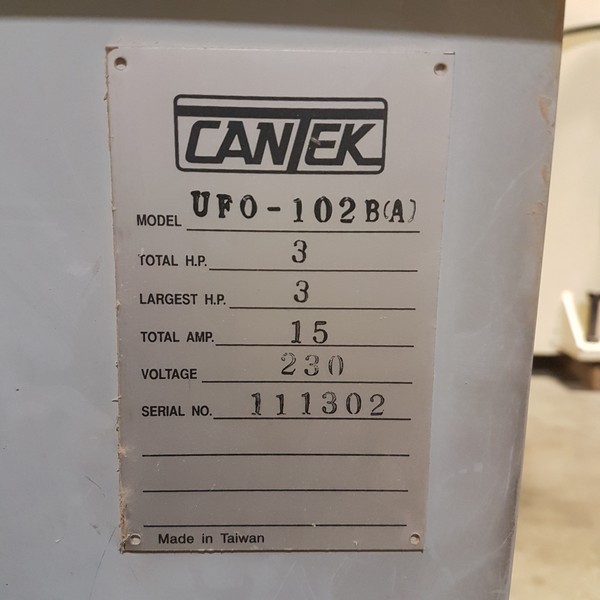 CANTEK
MODEL UFO-102B(A)
TOTAL H.P. 3
LARGEST H.P. 3
TOTAL AMP. 15
VOLTAGE 230
SERIAL NO. 111302
Made in Taiwan